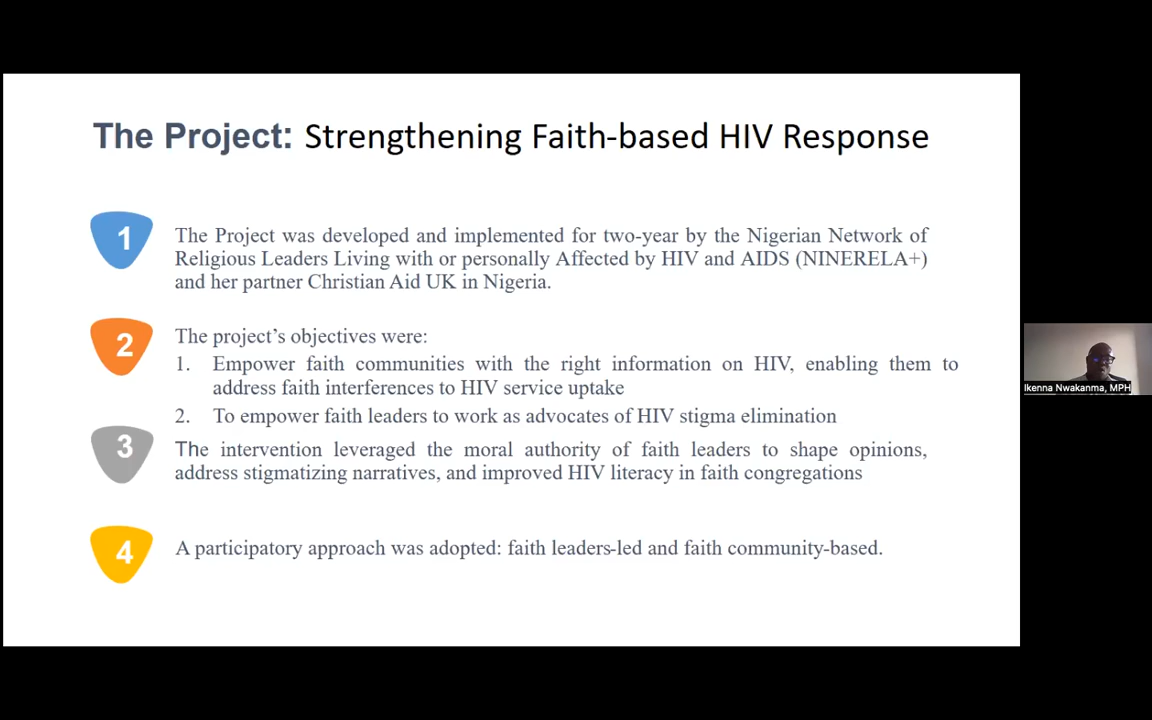 The Project: Strengthening Faith-based HIV Response
1
The Project was developed and implemented for two-year by the Nigerian Network of
Religious Leaders Living with or personally Affected by HIV and AIDS (NINERELA+)
and her partner Christian Aid UK in Nigeria.
2
The project's objectives were:
1. Empower faith communities with the right information on HIV, enabling them to
address faith interferences to HIV service uptake
2. To empower faith leaders to work as advocates of HIV stigma elimination
3
The intervention leveraged the moral authority of faith leaders to shape opinions,
address stigmatizing narratives, and improved HIV literacy in faith congregations
4
A participatory approach was adopted: faith leaders-led and faith community-based.
Ikenna Nwakanma, MPH